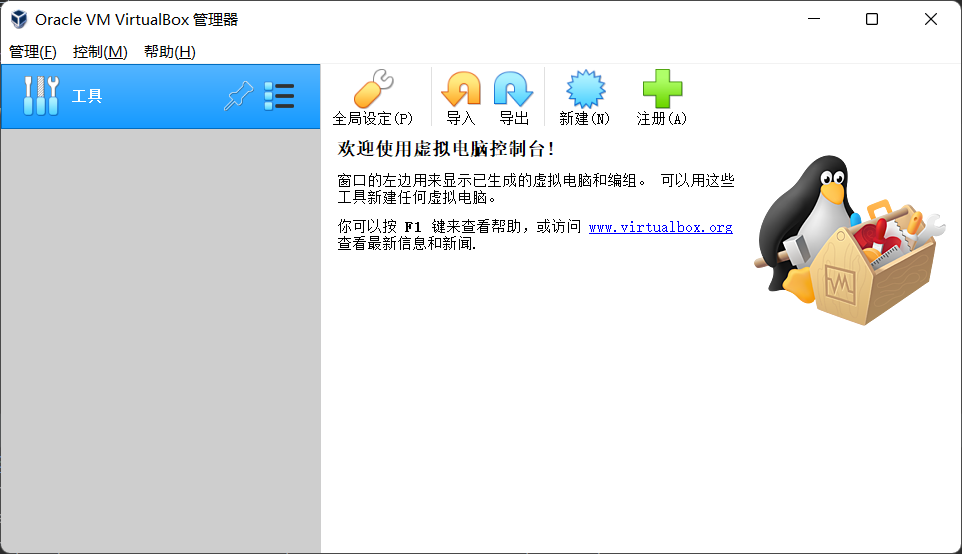 Oracle VM VirtualBox 管理器
管理(F) 控制(M) 帮助(H)
工具
全局设定(P) 导入 导出 新建(N) 注册(A)
欢迎使用虚拟电脑控制台!
窗口的左边用来显示已生成的虚拟电脑和编组。 可以用这些
工具新建任何虚拟电脑。
你可以按 F1 键来查看帮助，或访问 www.virtualbox.org
查看最新信息和新闻.